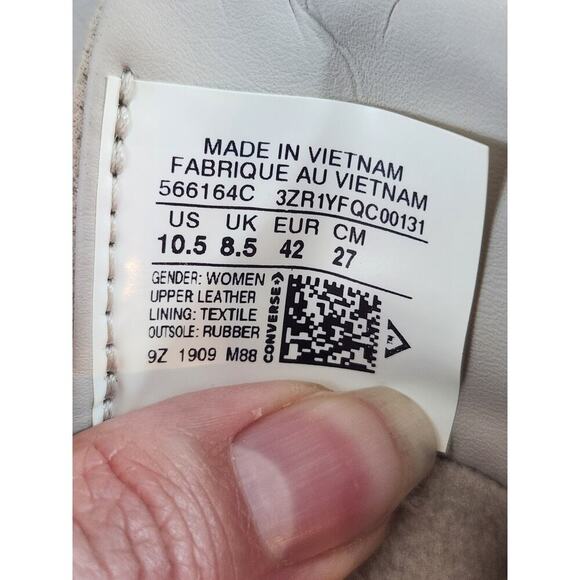 MADE IN VIETNAM
FABRIQUE AU VIETNAM
566164C 3ZR1YFQC00131
US UK EUR CM
10.5 8.5 42 27
GENDER: WOMEN
UPPER: LEATHER
LINING: TEXTILE
OUTSOLE: RUBBER
9Z 1909 M88
CONVERSE